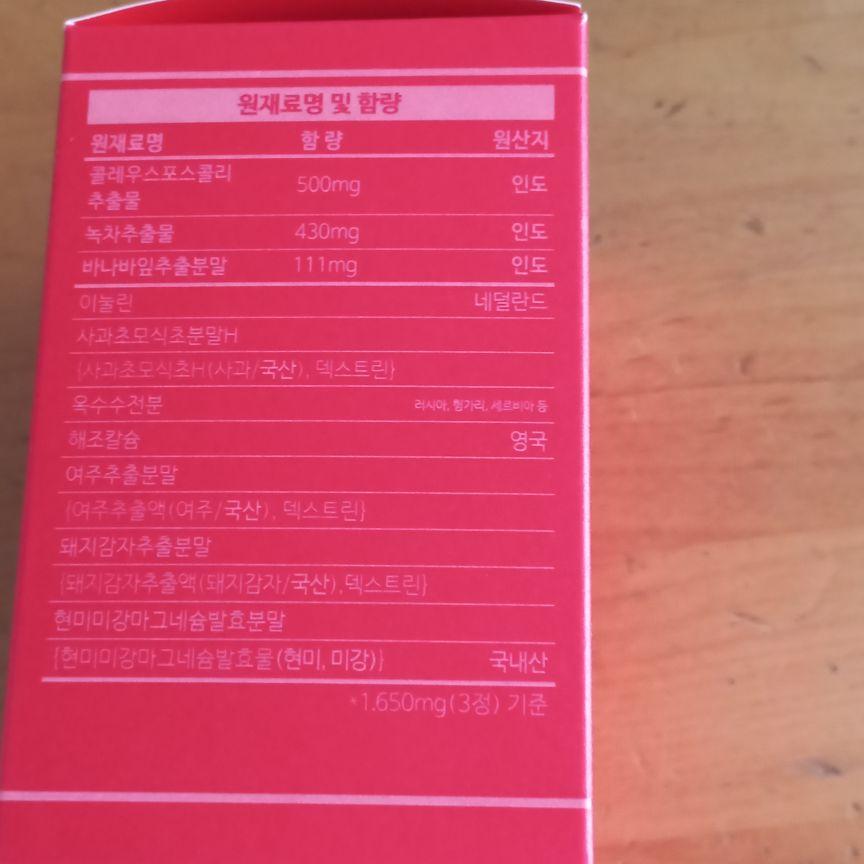 원재료명 및 함량
원재료명 함량 원산지
콜레우스포스콜리
추출물 500mg 인도
녹차추출물 430mg 인도
바나바잎추출분말 111mg 인도
이눌린 네덜란드
사과초모식초분말H
{사과초모식초H(사과/국산), 덱스트린}
옥수수전분 러시아, 헝가리, 세르비아 등
해조칼슘 영국
여주추출분말
{여주추출액(여주/국산), 덱스트린}
돼지감자추출분말
{돼지감자추출액(돼지감자/국산),덱스트린}
현미미강마그네슘발효분말
{현미미강마그네슘발효물(현미, 미강)} 국내산
*1.650mg(3정) 기준